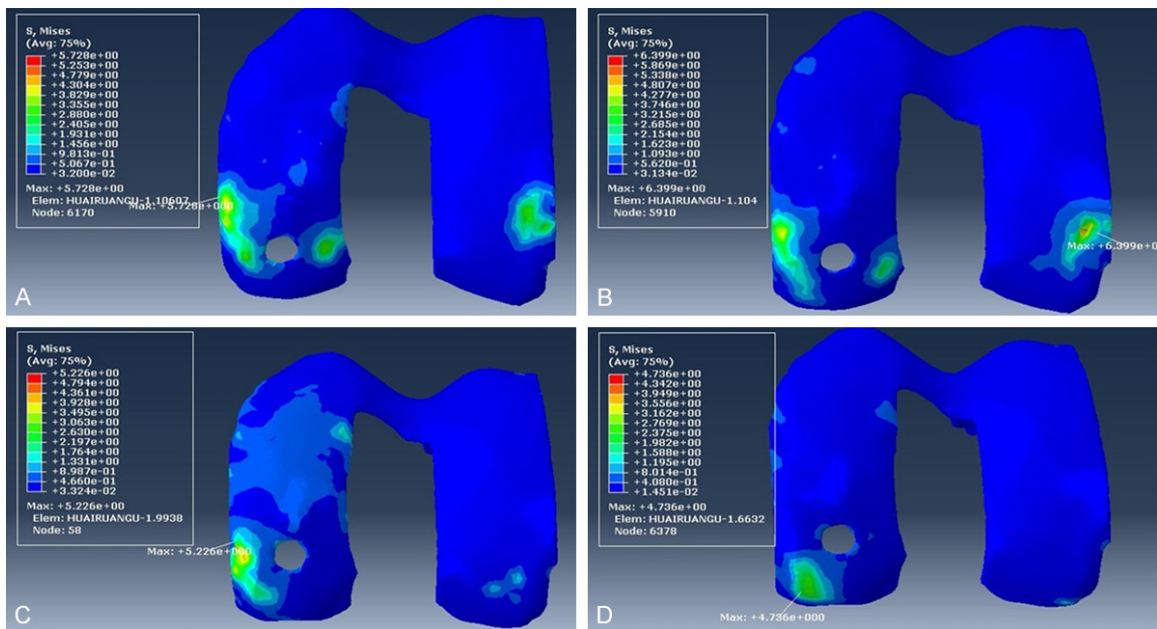 S, Mises
(Avg: 75%)
+5.728e+00
+5.253e+00
+4.779e+00
+4.304e+00
+3.829e+00
+3.355e+00
+2.880e+00
+2.405e+00
+1.931e+00
+1.456e+00
+9.813e-01
+5.067e-01
+3.200e-02
Max: +5.728e+00
Elem: HUAIRUANGU-1.10607
Node: 6170
Max: +5.728e+000
A
S, Mises
(Avg: 75%)
+6.399e+00
+5.869e+00
+5.338e+00
+4.807e+00
+4.277e+00
+3.746e+00
+3.215e+00
+2.685e+00
+2.154e+00
+1.623e+00
+1.093e+00
+5.620e-01
+3.134e-02
Max: +6.399e+00
Elem: HUAIRUANGU-1.104
Node: 5910
Max: +6.399e+0
B
S, Mises
(Avg: 75%)
+5.226e+00
+4.794e+00
+4.361e+00
+3.928e+00
+3.495e+00
+3.063e+00
+2.630e+00
+2.197e+00
+1.764e+00
+1.331e+00
+8.987e-01
+4.660e-01
+3.324e-02
Max: +5.226e+00
Elem: HUAIRUANGU-1.9938
Node: 58
Max: +5.226e+000
C
S, Mises
(Avg: 75%)
+4.736e+00
+4.342e+00
+3.949e+00
+3.556e+00
+3.162e+00
+2.769e+00
+2.375e+00
+1.982e+00
+1.588e+00
+1.195e+00
+8.014e-01
+4.080e-01
+1.451e-02
Max: +4.736e+00
Elem: HUAIRUANGU-1.6632
Node: 6378
Max: +4.736e+000
D